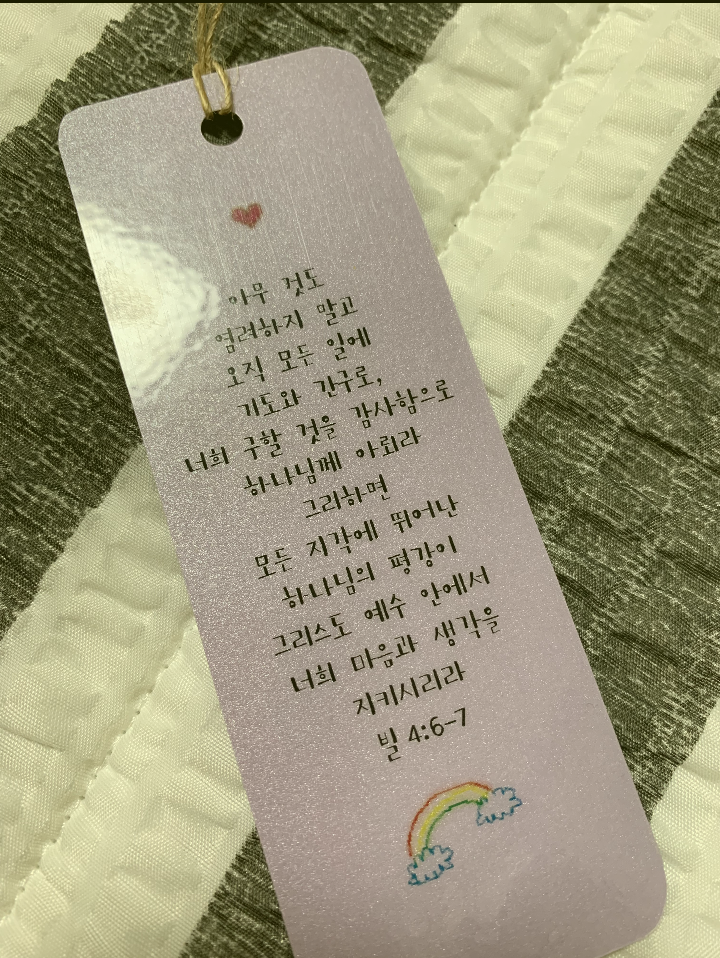 아무 것도
염려하지 말고
오직 모든 일에
기도와 간구로,
너희 구할 것을 감사함으로
하나님께 아뢰라
그리하면
모든 지각에 뛰어난
하나님의 평강이
그리스도 예수 안에서
너희 마음과 생각을
지키시리라
빌 4:6-7